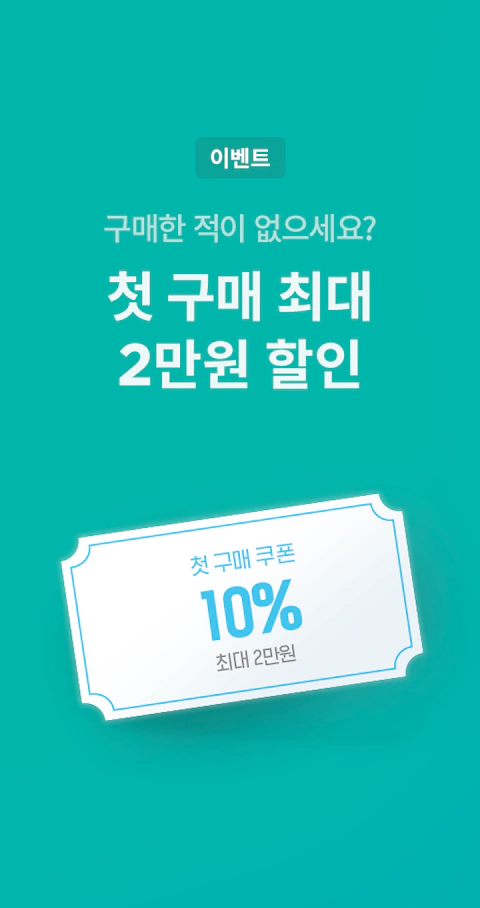 이벤트
구매한 적이 없으세요?
첫 구매 최대
2만원 할인
첫 구매 쿠폰
10%
최대 2만원